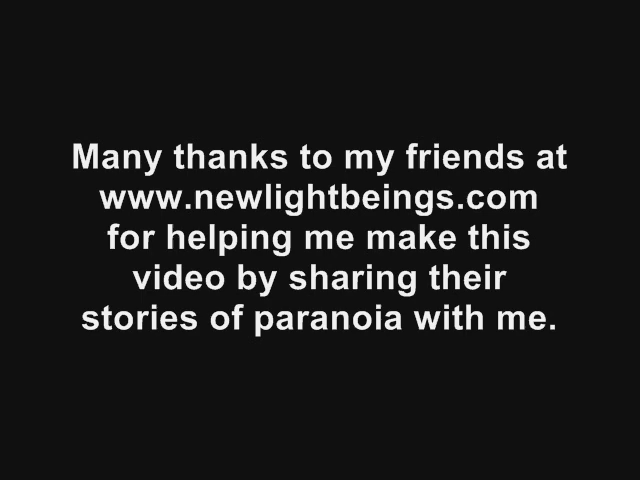 Many thanks to my friends at
www.newlightbeings.com
for helping me make this
video by sharing their
stories of paranoia with me.